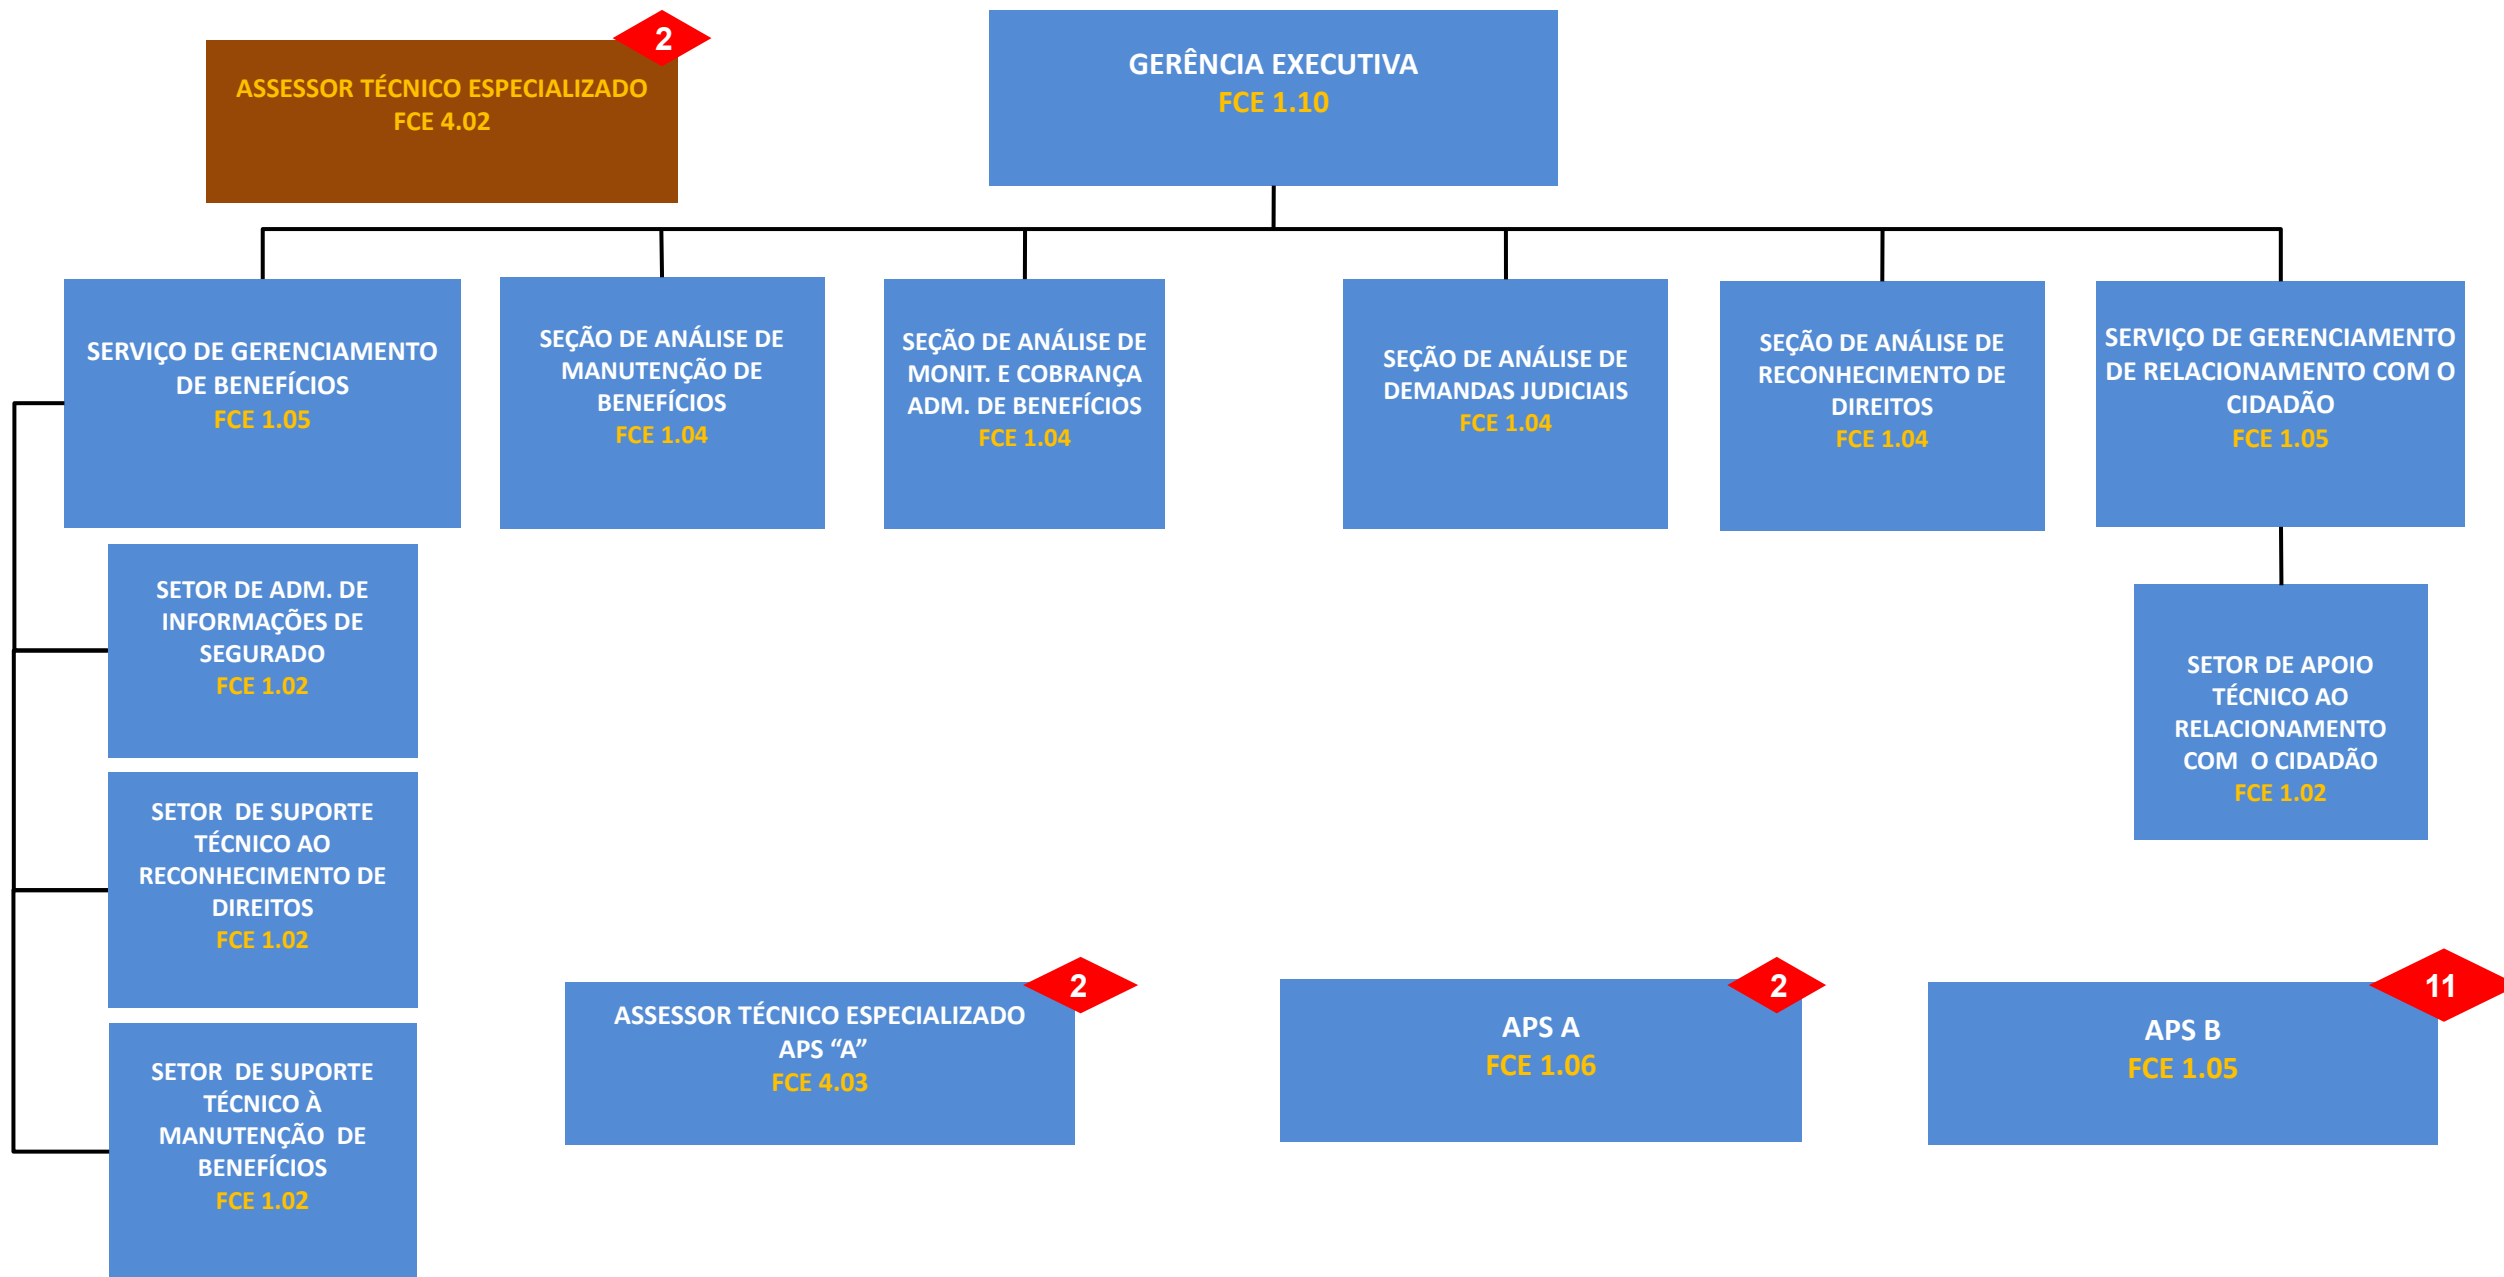 2
ASSESSOR TÉCNICO ESPECIALIZADO
FCE 4.02
GERÊNCIA EXECUTIVA
FCE 1.10
SERVIÇO DE GERENCIAMENTO
DE BENEFÍCIOS
FCE 1.05
SEÇÃO DE ANÁLISE DE
MANUTENÇÃO DE
BENEFÍCIOS
FCE 1.04
SEÇÃO DE ANÁLISE DE
MONIT. E COBRANÇA
ADM. DE BENEFÍCIOS
FCE 1.04
SEÇÃO DE ANÁLISE DE
DEMANDAS JUDICIAIS
FCE 1.04
SEÇÃO DE ANÁLISE DE
RECONHECIMENTO DE
DIREITOS
FCE 1.04
SERVIÇO DE GERENCIAMENTO
DE RELACIONAMENTO COM O
CIDADÃO
FCE 1.05
SETOR DE ADM. DE
INFORMAÇÕES DE
SEGURADO
FCE 1.02
SETOR DE APOIO
TÉCNICO AO
RELACIONAMENTO
COM O CIDADÃO
FCE 1.02
SETOR DE SUPORTE
TÉCNICO AO
RECONHECIMENTO DE
DIREITOS
FCE 1.02
SETOR DE SUPORTE
TÉCNICO À
MANUTENÇÃO DE
BENEFÍCIOS
FCE 1.02
2
ASSESSOR TÉCNICO ESPECIALIZADO
APS “A”
FCE 4.03
2
APS A
FCE 1.06
11
APS B
FCE 1.05